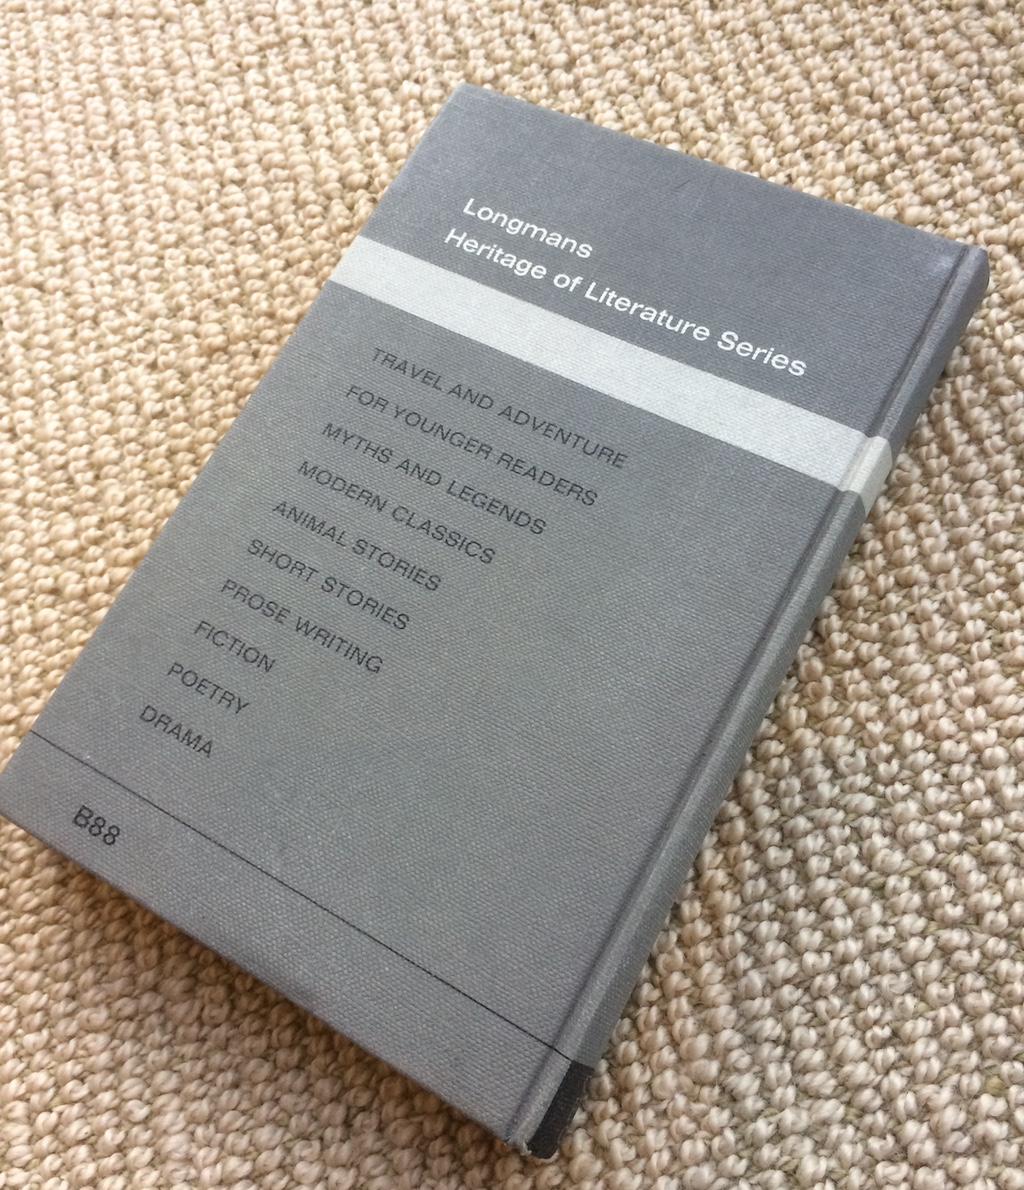 Longmans
Heritage of Literature Series
TRAVEL AND ADVENTURE
FOR YOUNGER READERS
MYTHS AND LEGENDS
MODERN CLASSICS
ANIMAL STORIES
SHORT STORIES
PROSE WRITING
FICTION
POETRY
DRAMA
B88